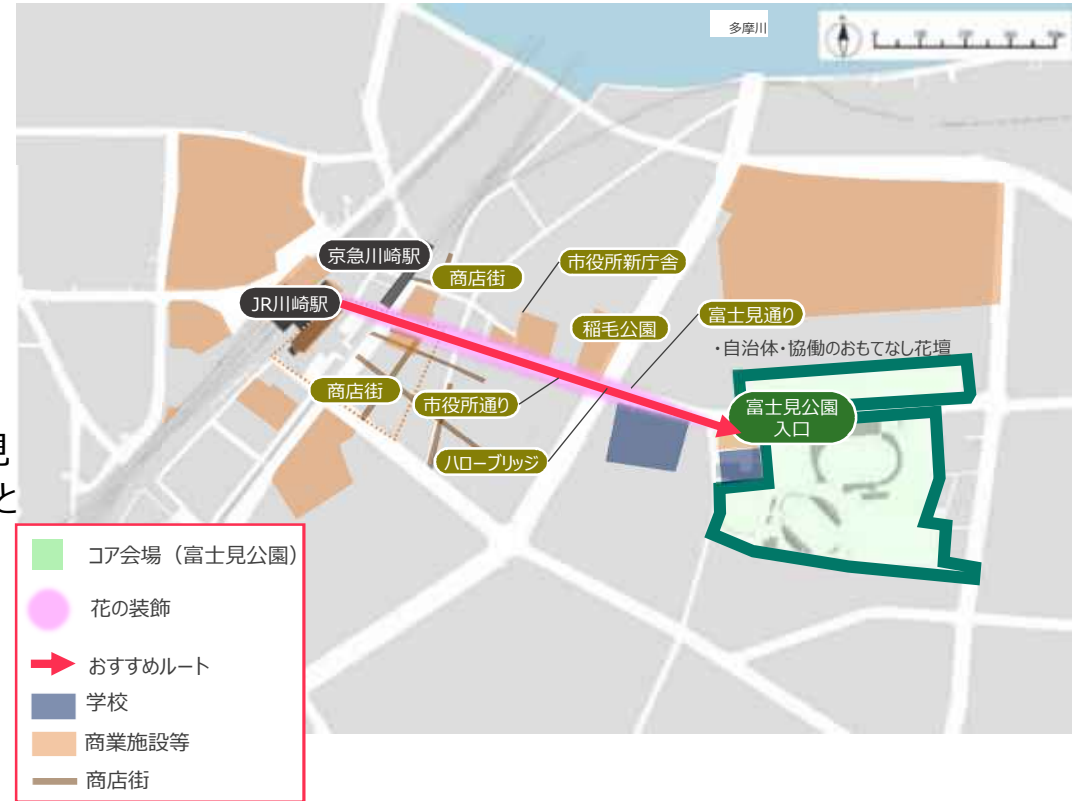 多摩川
京急川崎駅
商店街
市役所新庁舎
JR川崎駅
稲毛公園
富士見通り
・自治体・協働のおもてなし花壇
商店街
市役所通り
富士見公園
入口
ハローブリッジ
見
と
コア会場（富士見公園）
花の装飾
おすすめルート
学校
商業施設等
商店街